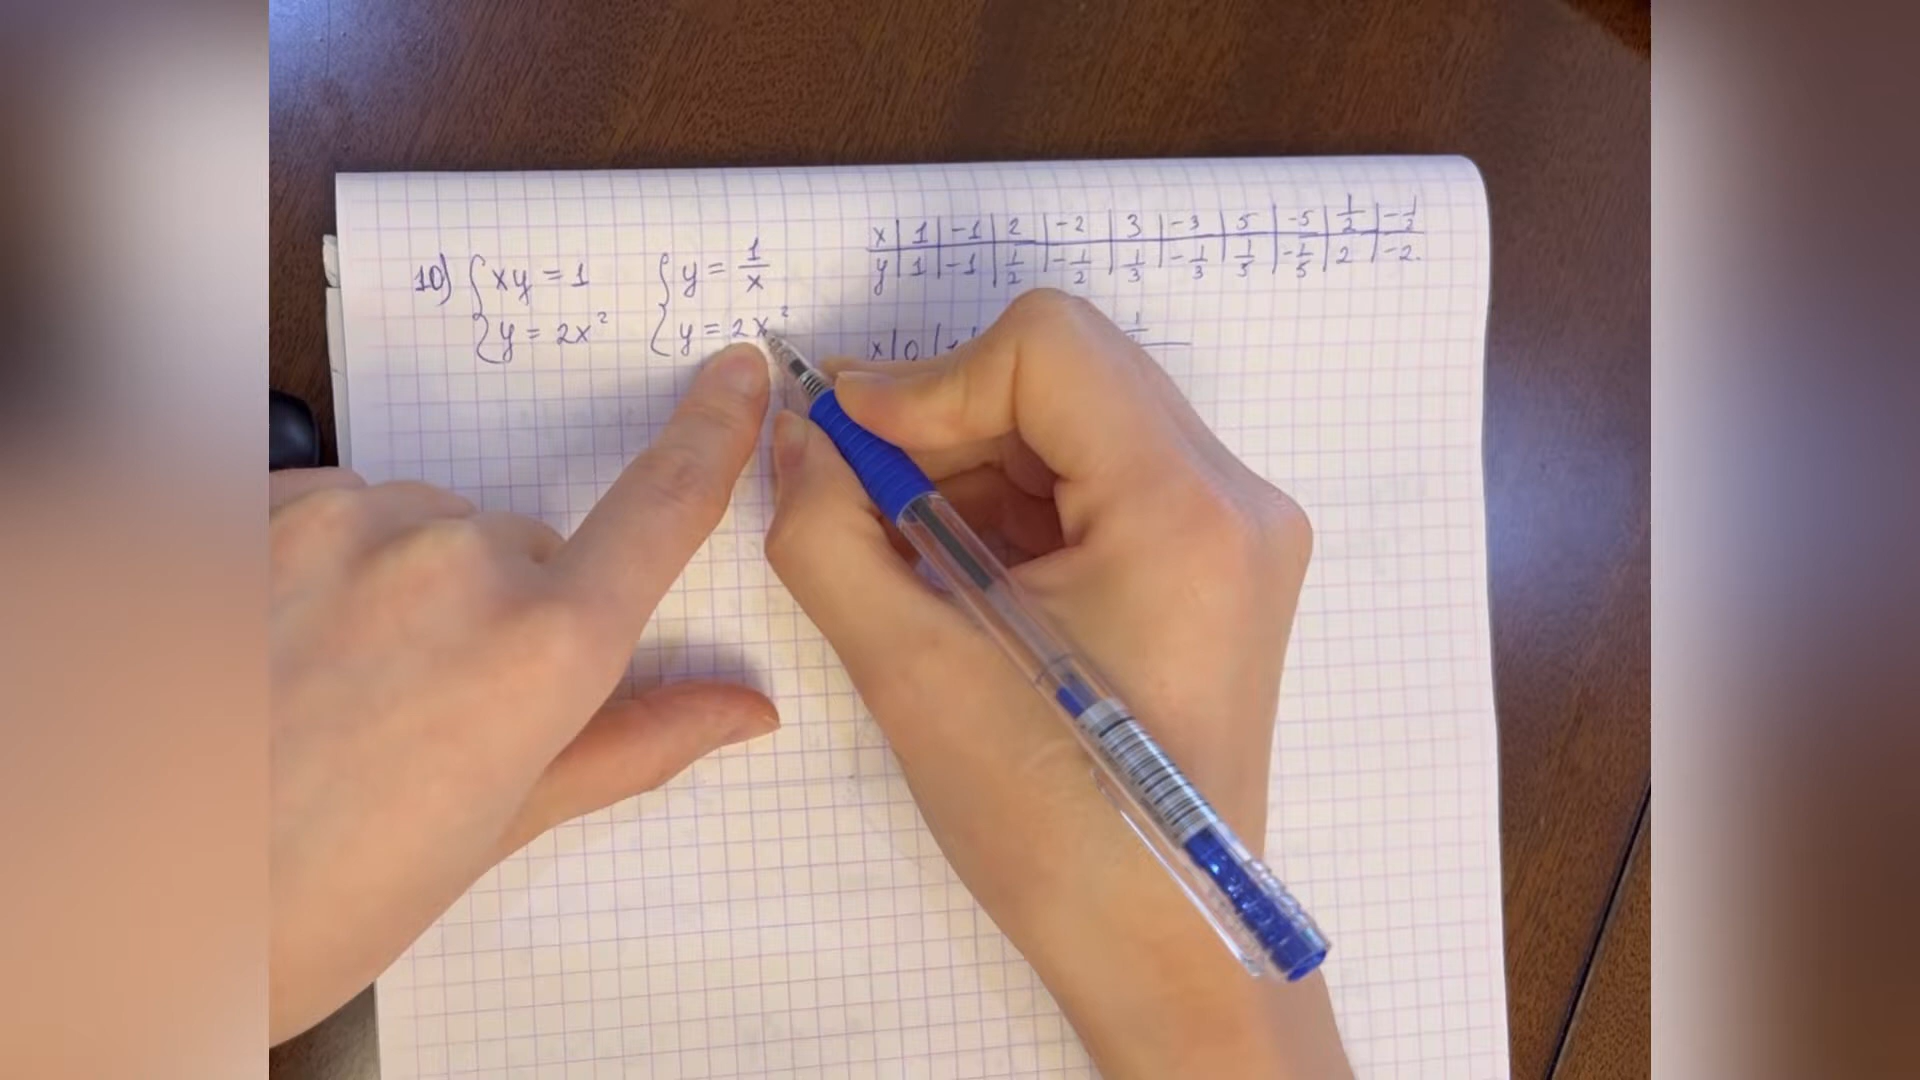 10) { xy = 1
{ y = 2x²
{ y = 1/x
{ y = 2x²
x | 1 | -1 | 2 | -2 | 3 | -3 | 5 | -5 | 1/2 | -1/2
y | 1 | -1 | 1/2 | -1/2 | 1/3 | -1/3 | 1/5 | -1/5 | 2 | -2.
x | 0 |